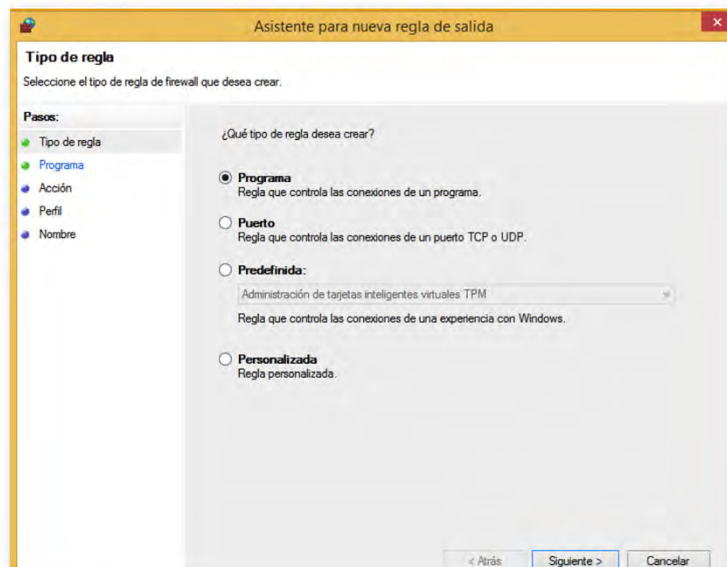 Asistente para nueva regla de salida
Tipo de regla
Seleccione el tipo de regla de firewall que desea crear.
Pasos:
Tipo de regla
Programa
Acción
Perfil
Nombre
¿Qué tipo de regla desea crear?
Programa
Regla que controla las conexiones de un programa.
Puerto
Regla que controla las conexiones de un puerto TCP o UDP.
Predefinida:
Administración de tarjetas inteligentes virtuales TPM
Regla que controla las conexiones de una experiencia con Windows.
Personalizada
Regla personalizada.
< Atrás
Siguiente >
Cancelar